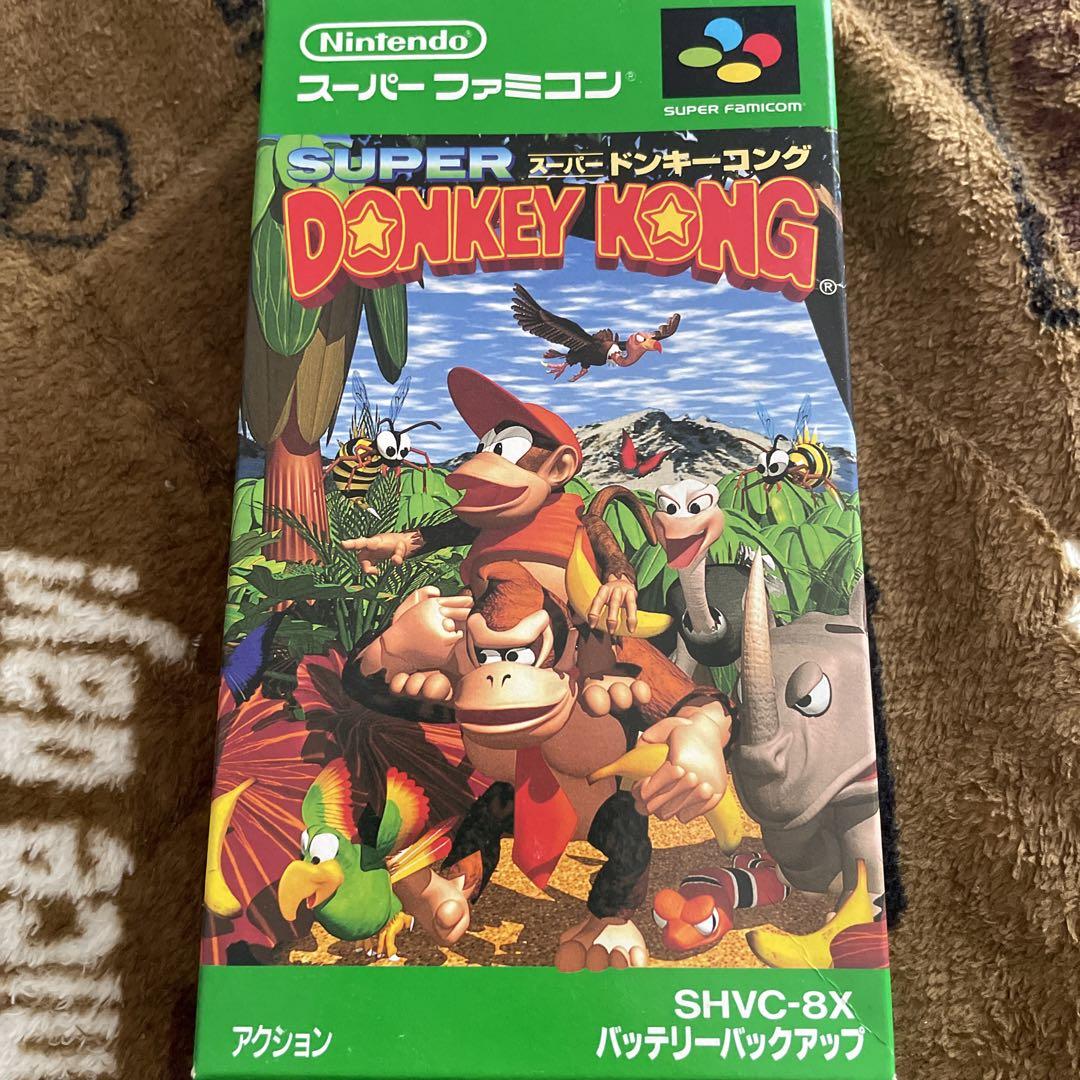 Nintendo®
スーパーファミコン®
SUPER FAMICOM
SUPER スーパードンキーコング
DONKEY KONG®
SHVC-8X
アクション バッテリーバックアップ